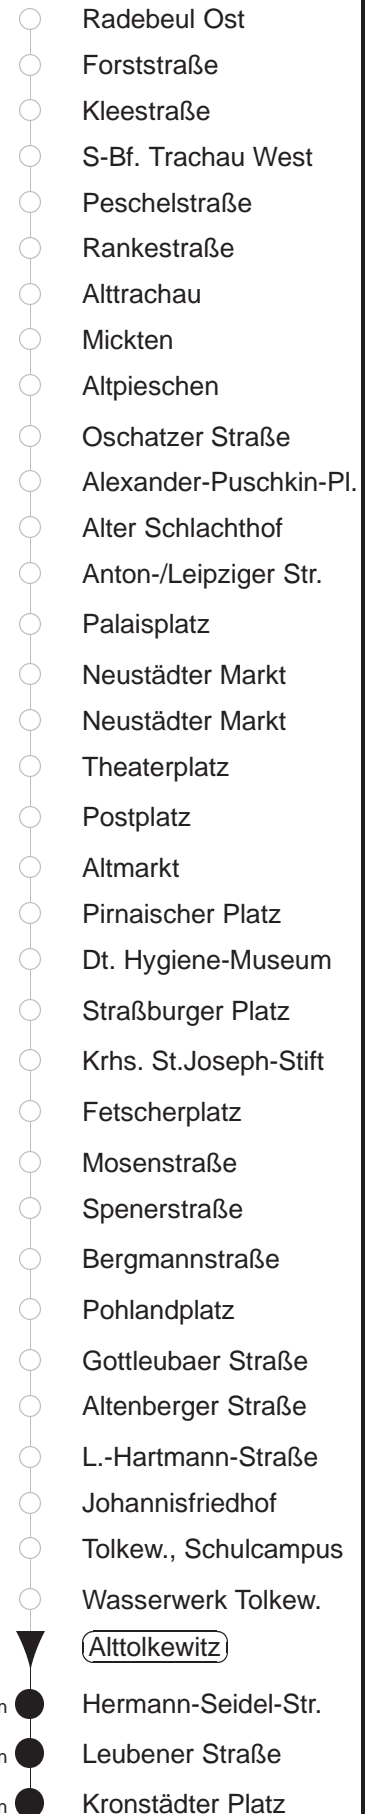 Radebeul Ost
Forststraße
Kleestraße
S-Bf. Trachau West
Peschelstraße
Rankestraße
Alttrachau
Mickten
Altpieschen
Oschatzer Straße
Alexander-Puschkin-Pl.
Alter Schlachthof
Anton-/Leipziger Str.
Palaisplatz
Neustädter Markt
Neustädter Markt
Theaterplatz
Postplatz
Altmarkt
Pirnaischer Platz
Dt. Hygiene-Museum
Straßburger Platz
Krhs. St.Joseph-Stift
Fetscherplatz
Mosenstraße
Spenerstraße
Bergmannstraße
Pohlandplatz
Gottleubaer Straße
Altenberger Straße
L.-Hartmann-Straße
Johannisfriedhof
Tolkew., Schulcampus
Wasserwerk Tolkew.
Alttolkewitz
Hermann-Seidel-Str.
Leubener Straße
Kronstädter Platz